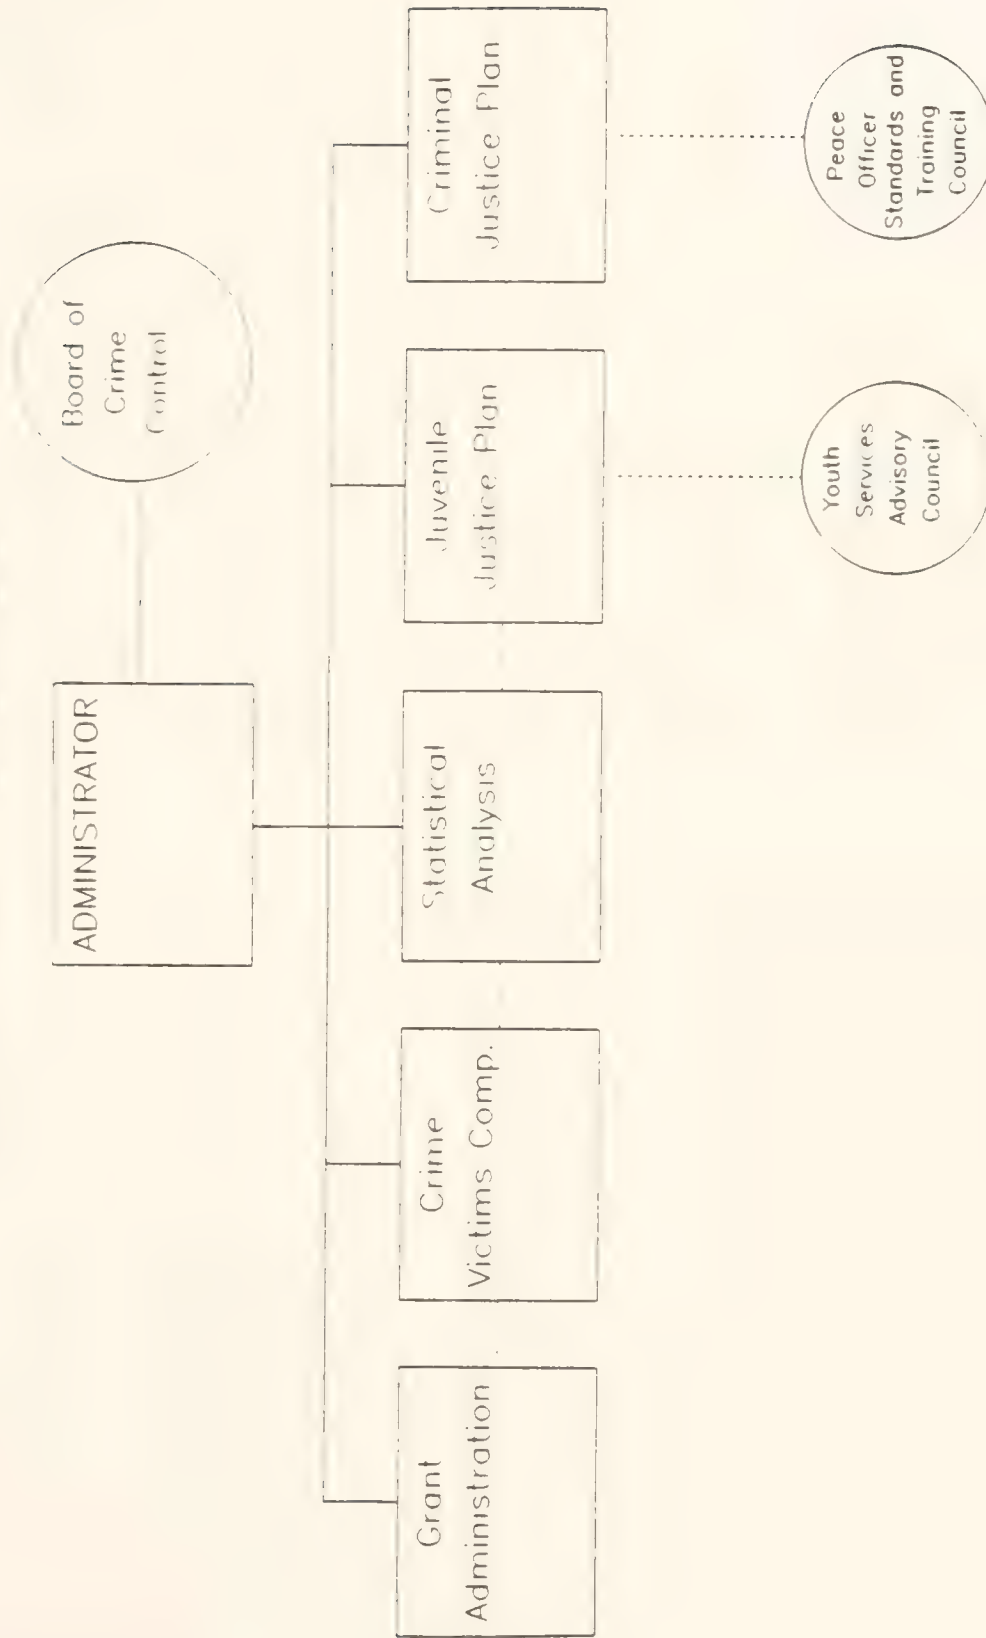 Board of
Crime
Control
ADMINISTRATOR
Grant
Administration
Crime
Victims Comp.
Statistical
Analysis
Juvenile
Justice Plan
Criminal
Justice Plan
Youth
Services
Advisory
Council
Peace
Officer
Standards and
Training
Council